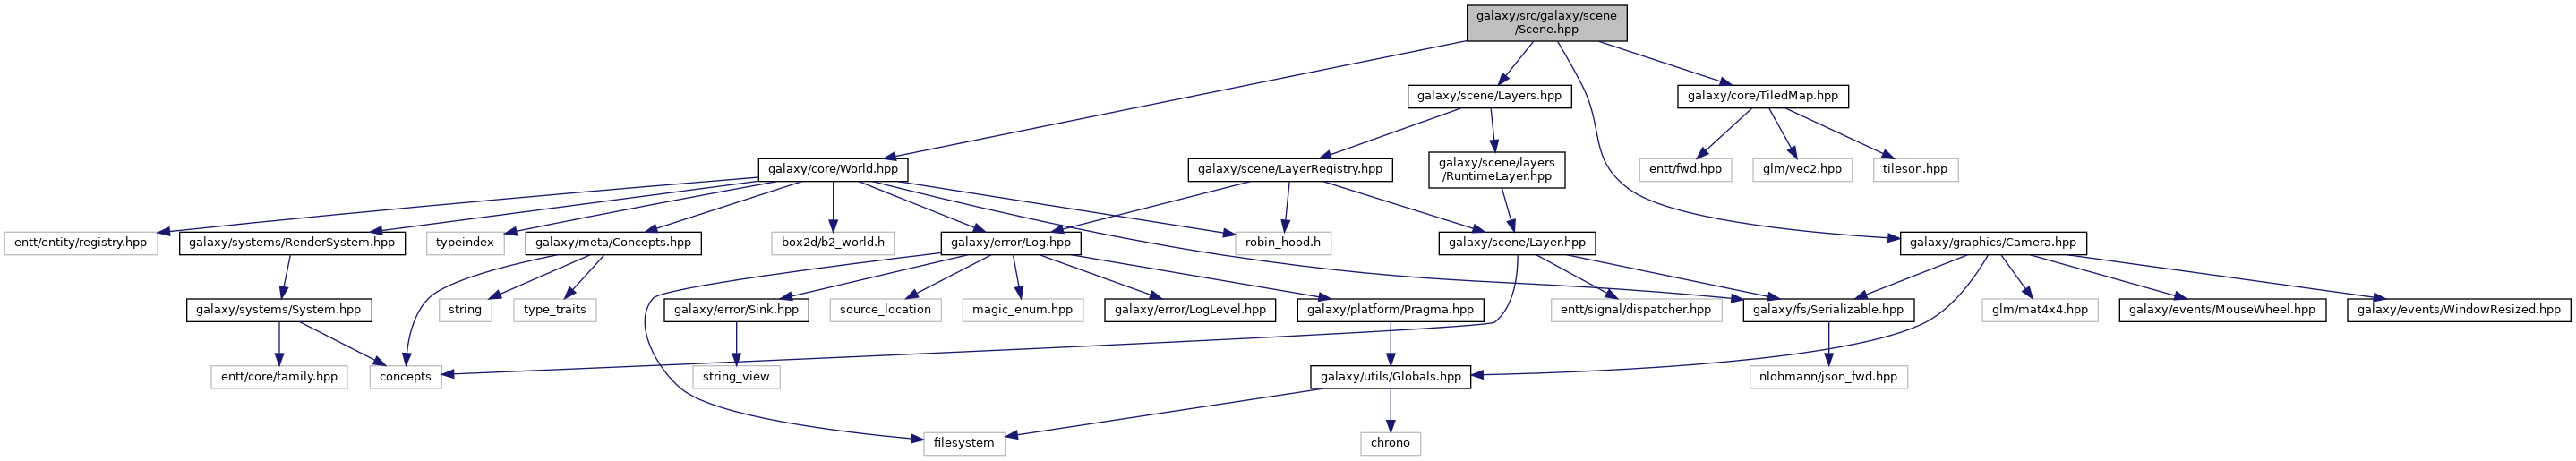 galaxy/src/galaxy/scene
/Scene.hpp
galaxy/scene/Layers.hpp
galaxy/core/TiledMap.hpp
galaxy/core/World.hpp
galaxy/scene/LayerRegistry.hpp
galaxy/scene/layers
/RuntimeLayer.hpp
entt/fwd.hpp
glm/vec2.hpp
tileson.hpp
entt/entity/registry.hpp
galaxy/systems/RenderSystem.hpp
typeindex
galaxy/meta/Concepts.hpp
box2d/b2_world.h
galaxy/error/Log.hpp
robin_hood.h
galaxy/scene/Layer.hpp
galaxy/graphics/Camera.hpp
galaxy/systems/System.hpp
string
type_traits
galaxy/error/Sink.hpp
source_location
magic_enum.hpp
galaxy/error/LogLevel.hpp
galaxy/platform/Pragma.hpp
entt/signal/dispatcher.hpp
galaxy/fs/Serializable.hpp
glm/mat4x4.hpp
galaxy/events/MouseWheel.hpp
galaxy/events/WindowResized.hpp
entt/core/family.hpp
concepts
string_view
galaxy/utils/Globals.hpp
nlohmann/json_fwd.hpp
filesystem
chrono